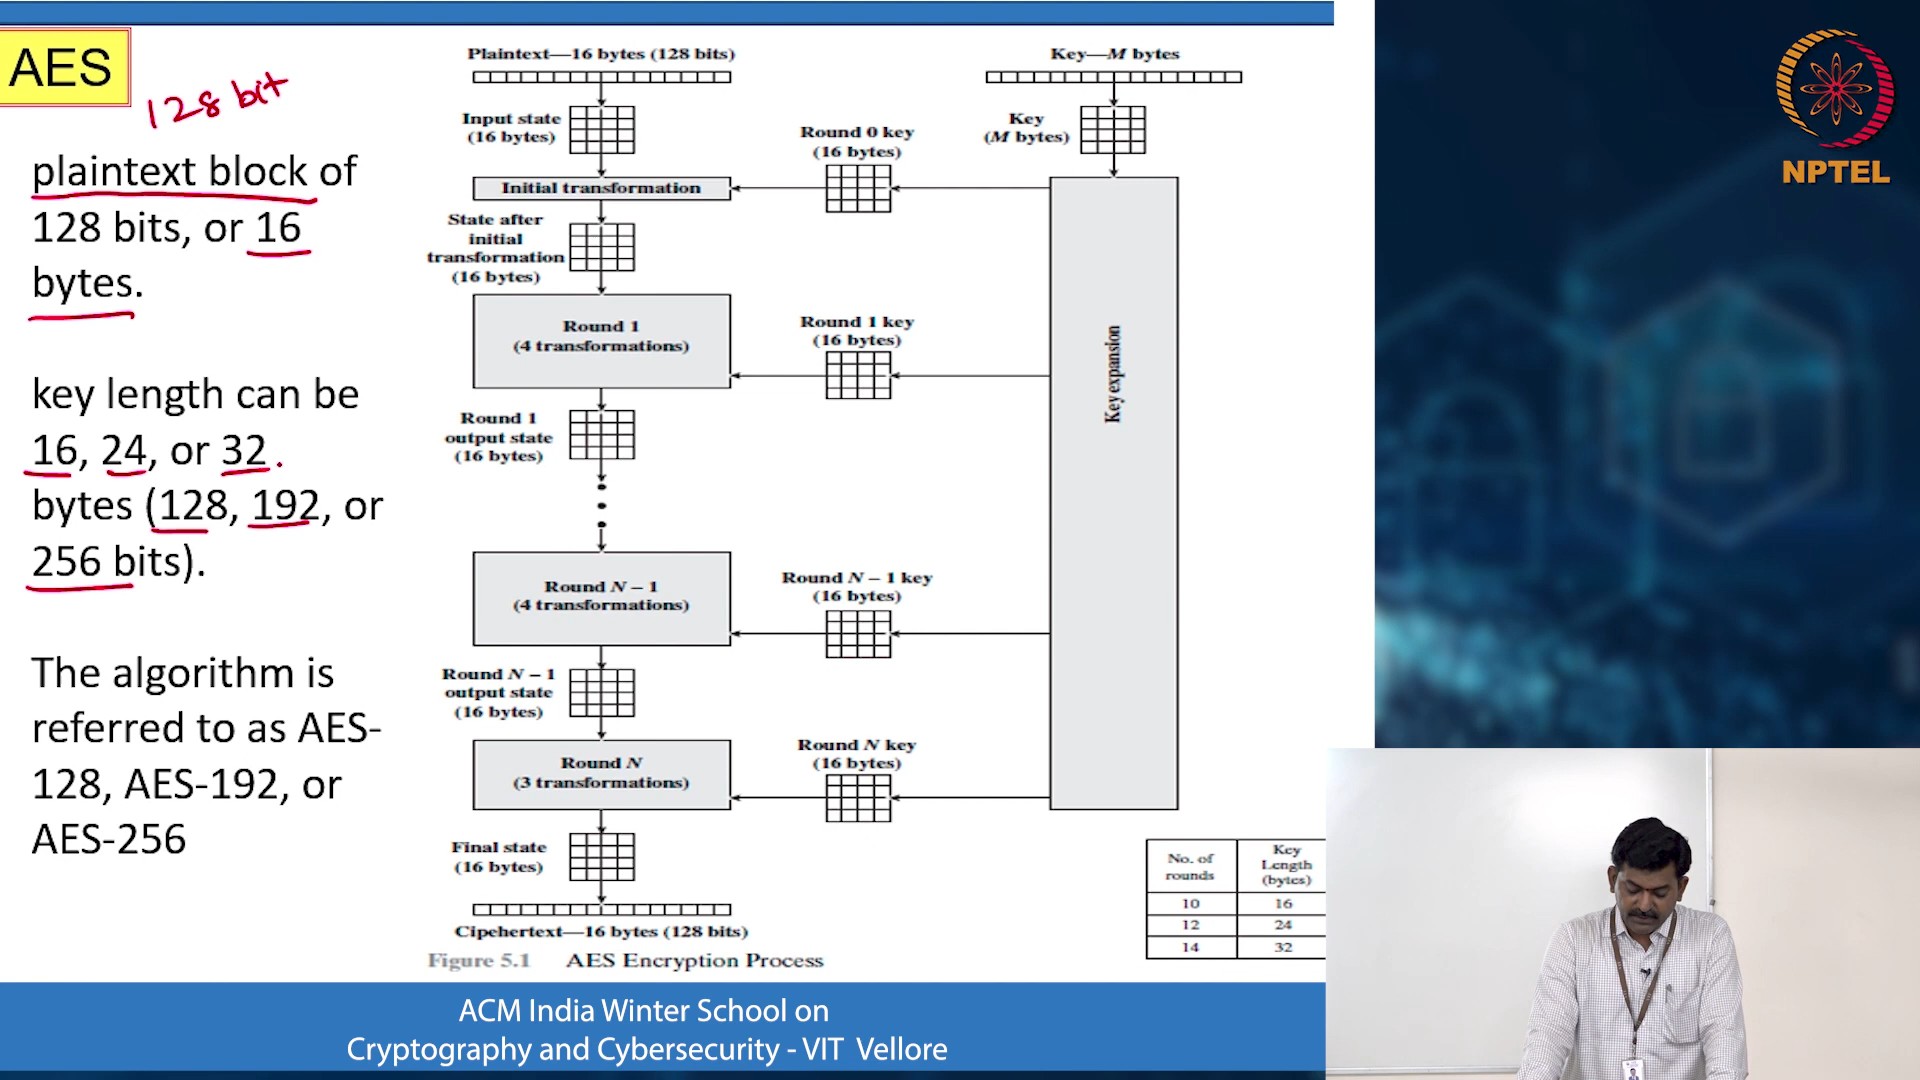 AES
128 bit
plaintext block of
128 bits, or 16
bytes.
key length can be
16, 24, or 32
bytes (128, 192, or
256 bits).
The algorithm is
referred to as AES-
128, AES-192, or
AES-256
Plaintext—16 bytes (128 bits)
Key—M bytes
Input state
(16 bytes)
Key
(M bytes)
Round 0 key
(16 bytes)
Initial transformation
State after
initial
transformation
(16 bytes)
Round 1
(4 transformations)
Round 1 key
(16 bytes)
Key expansion
Round 1
output state
(16 bytes)
Round N – 1
(4 transformations)
Round N – 1 key
(16 bytes)
Round N – 1
output state
(16 bytes)
Round N
(3 transformations)
Round N key
(16 bytes)
Final state
(16 bytes)
Cipehertext—16 bytes (128 bits)
No. of
rounds
Key
Length
(bytes)
10 16
12 24
14 32
Figure 5.1 AES Encryption Process
NPTEL
ACM India Winter School on
Cryptography and Cybersecurity - VIT Vellore